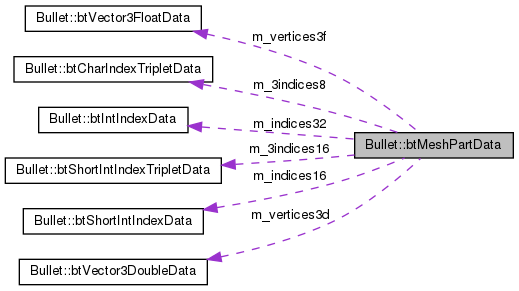 Bullet::btVector3FloatData
m_vertices3f
Bullet::btCharIndexTripletData
m_3indices8
Bullet::btIntIndexData
m_indices32
Bullet::btMeshPartData
m_3indices16
Bullet::btShortIntIndexTripletData
m_indices16
Bullet::btShortIntIndexData
m_vertices3d
Bullet::btVector3DoubleData